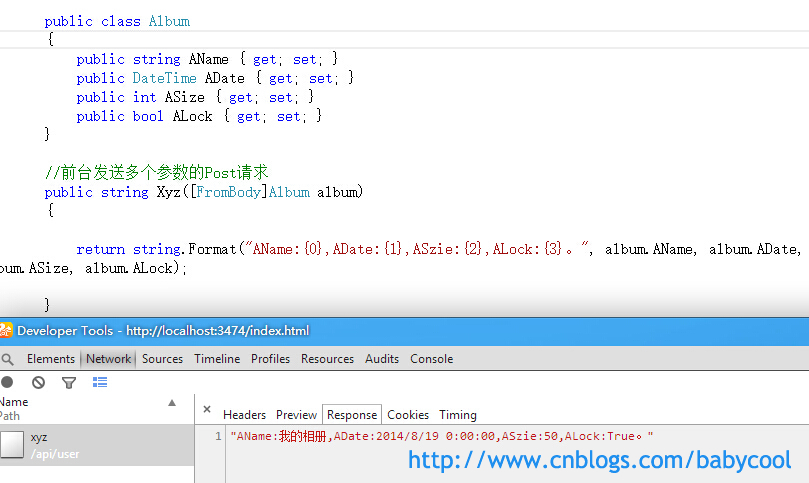 public class Album
{
public string AName { get; set; }
public DateTime ADate { get; set; }
public int ASize { get; set; }
public bool ALock { get; set; }
}
//前台发送多个参数的Post请求
public string Xyz([FromBody]Album album)
{
return string.Format("AName:{0},ADate:{1},ASzie:{2},ALock:{3}。", album.AName, album.ADate,
bum.ASize, album.ALock);
}
Developer Tools - http://localhost:3474/index.html
Elements Network Sources Timeline Profiles Resources Audits Console
Name
Path
× Headers Preview Response Cookies Timing
xyz
/api/user
1 "AName:我的相册,ADate:2014/8/19 0:00:00,ASzie:50,ALock:True。"
http://www.cnblogs.com/babycool